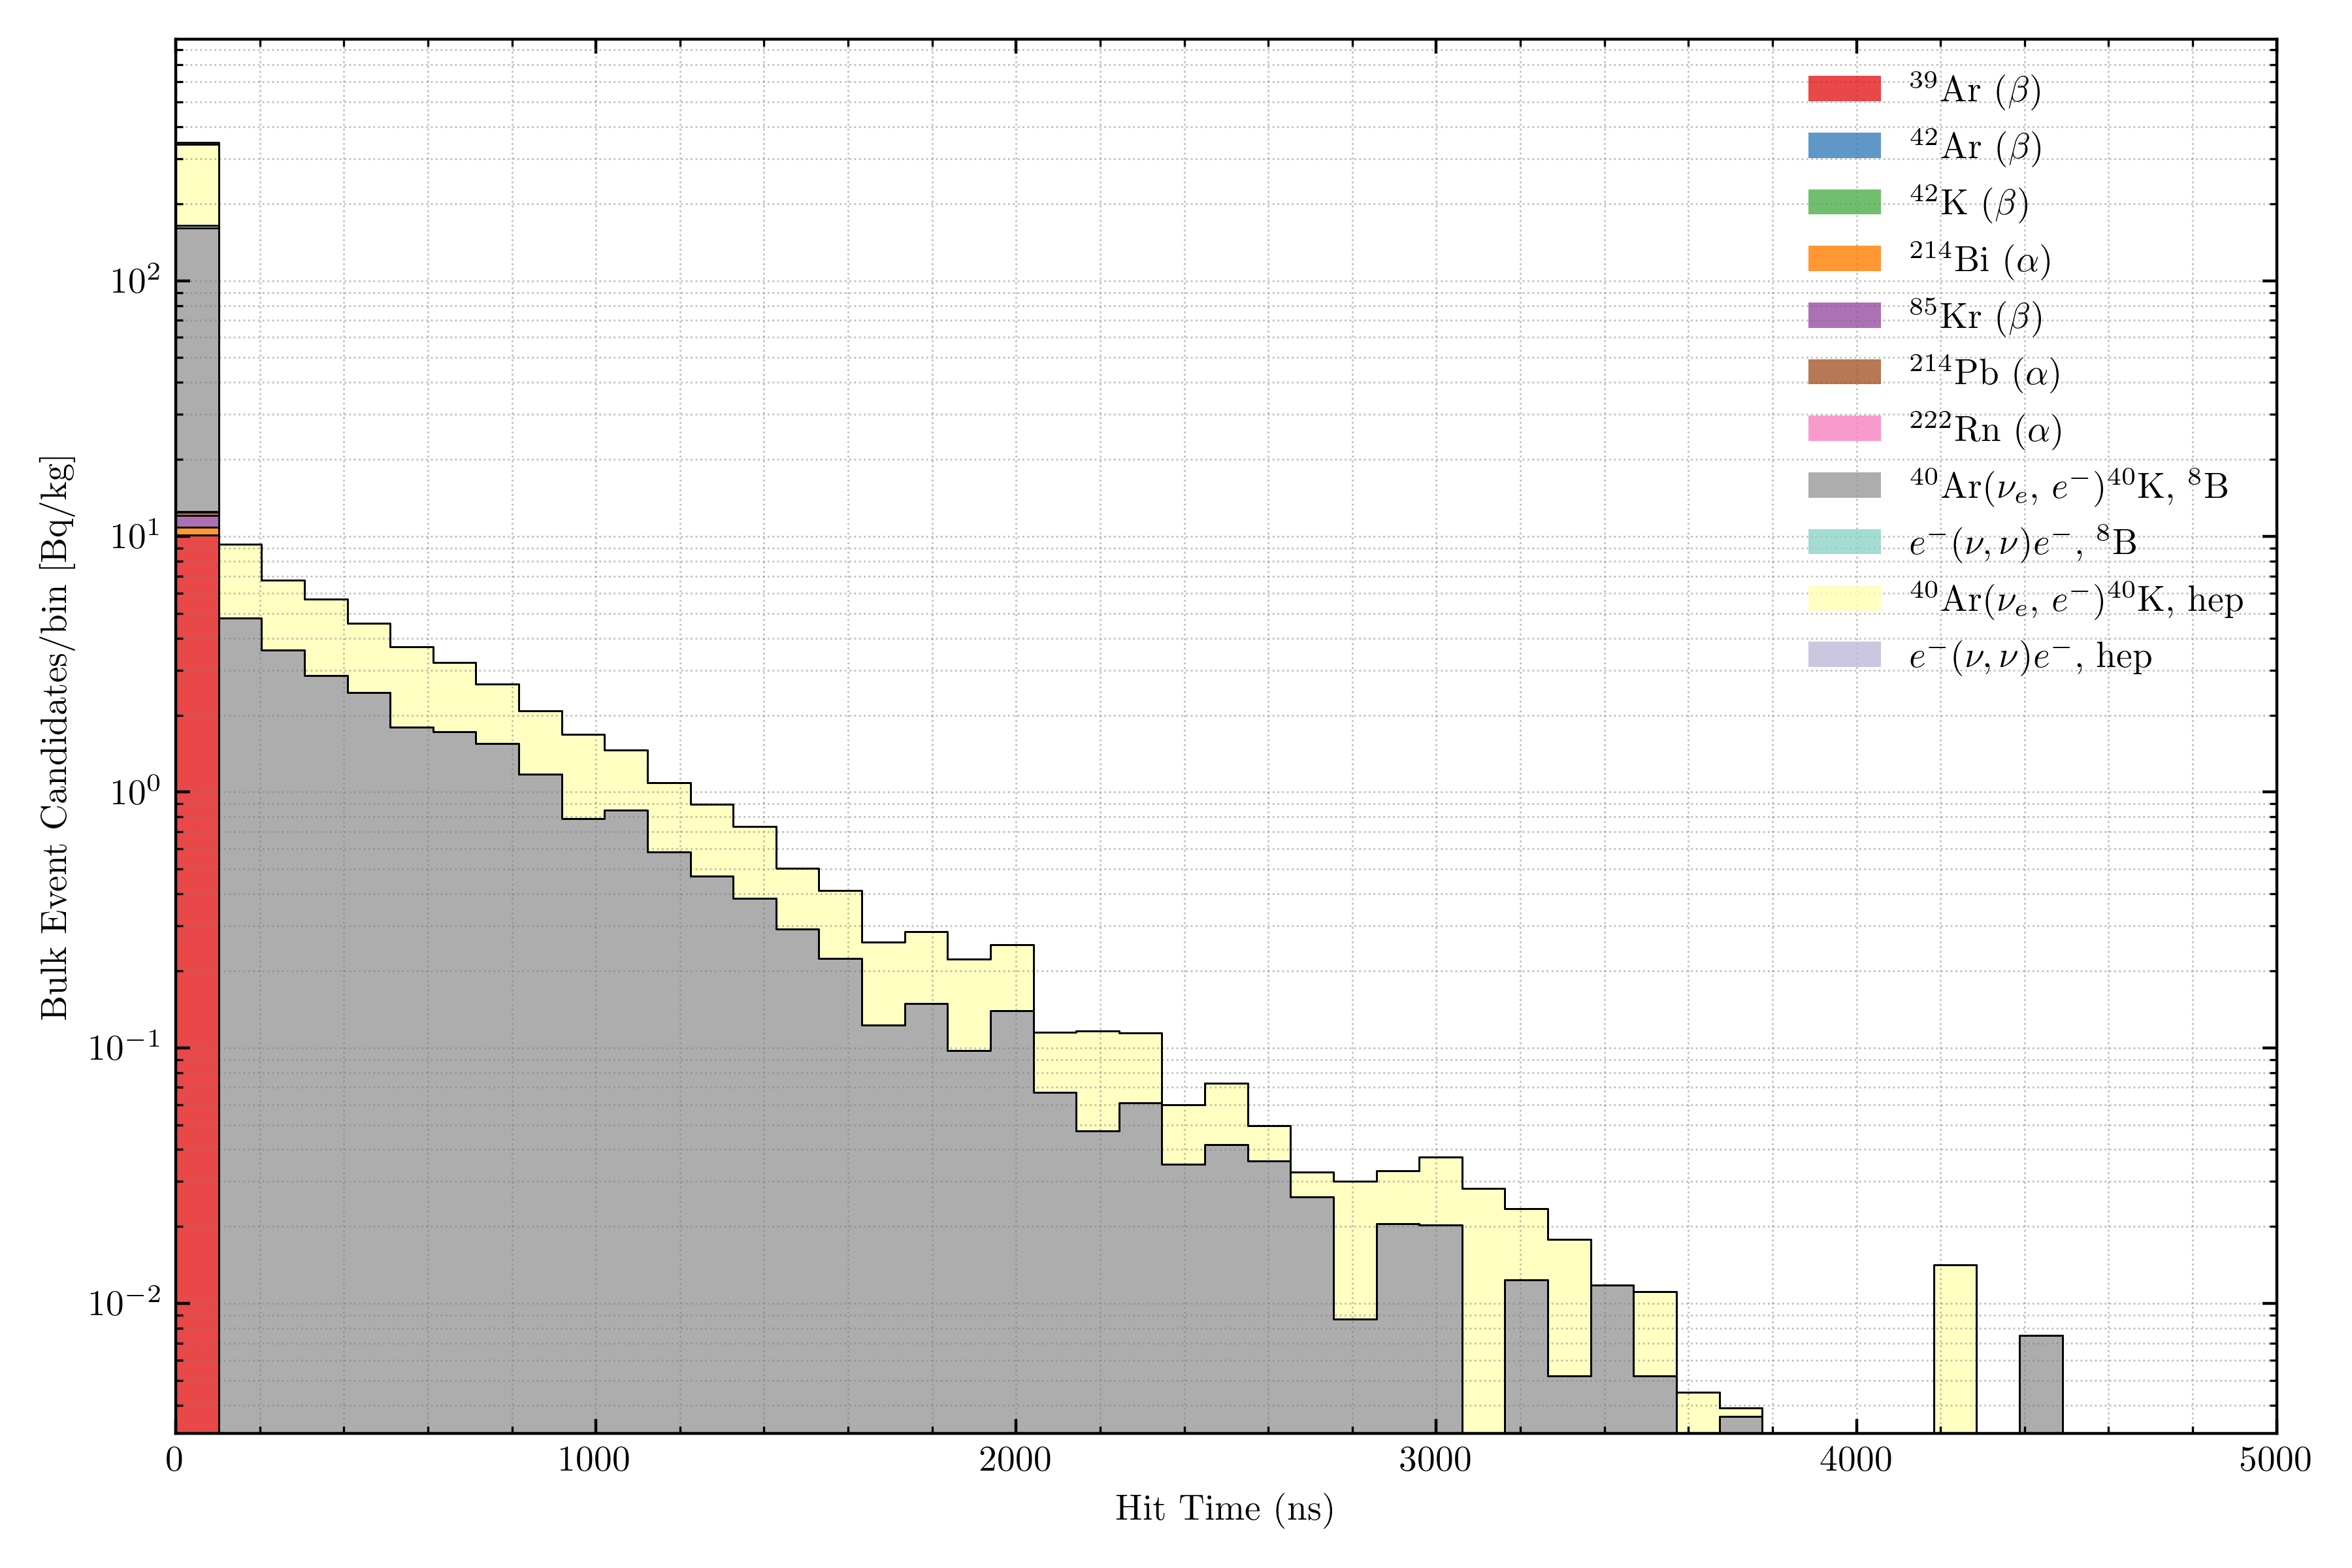 ³⁹Ar (β)
⁴²Ar (β)
⁴²K (β)
²¹⁴Bi (α)
⁸⁵Kr (β)
²¹⁴Pb (α)
²²²Rn (α)
⁴⁰Ar(νₑ, e⁻)⁴⁰K, ⁸B
e⁻(ν, ν)e⁻, ⁸B
⁴⁰Ar(νₑ, e⁻)⁴⁰K, hep
e⁻(ν, ν)e⁻, hep
Bulk Event Candidates/bin [Bq/kg]
10²
10¹
10⁰
10⁻¹
10⁻²
0 1000 2000 3000 4000 5000
Hit Time (ns)